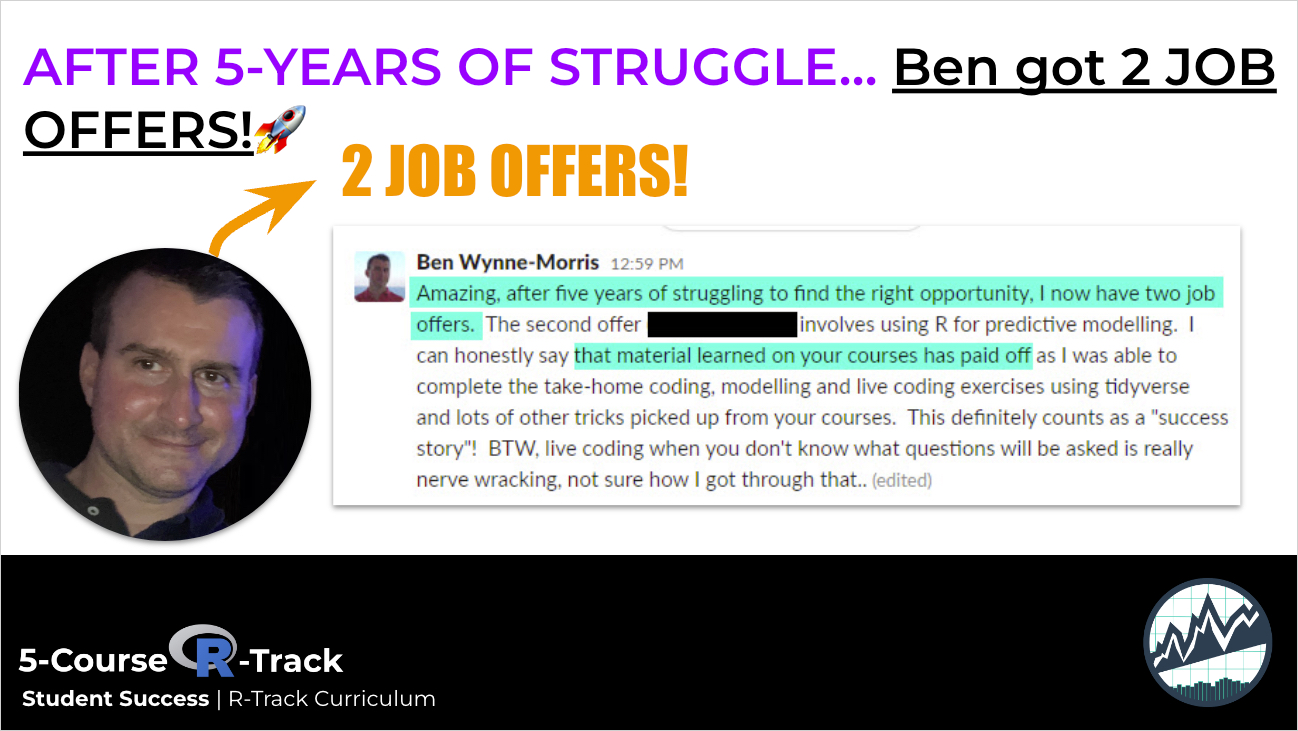 AFTER 5-YEARS OF STRUGGLE... Ben got 2 JOB
OFFERS!🚀
2 JOB OFFERS!
Ben Wynne-Morris 12:59 PM
Amazing, after five years of struggling to find the right opportunity, I now have two job
offers. The second offer involves using R for predictive modelling. I
can honestly say that material learned on your courses has paid off as I was able to
complete the take-home coding, modelling and live coding exercises using tidyverse
and lots of other tricks picked up from your courses. This definitely counts as a "success
story"! BTW, live coding when you don't know what questions will be asked is really
nerve wracking, not sure how I got through that.. (edited)
5-Course R-Track
Student Success | R-Track Curriculum